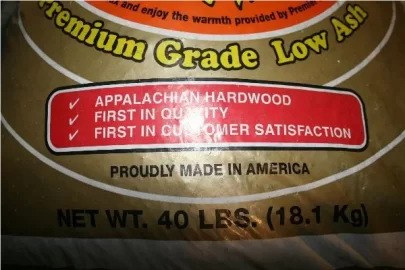 and enjoy the warmth provided by Premie
Premium Grade Low Ash
✓ APPALACHIAN HARDWOOD
✓ FIRST IN QUALITY
✓ FIRST IN CUSTOMER SATISFACTION
PROUDLY MADE IN AMERICA
NET WT. 40 LBS. (18.1 Kg)